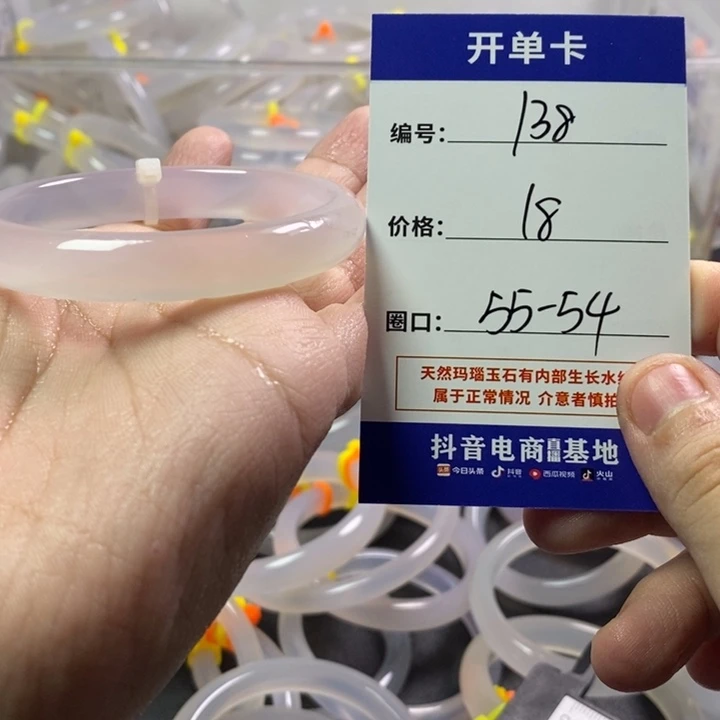 开单卡
编号: 138
价格: 18
圈口: 55-54
天然玛瑙玉石有内部生长水
属于正常情况 介意者慎拍
抖音电商直播基地
头条 今日头条 抖音 西瓜视频 火山